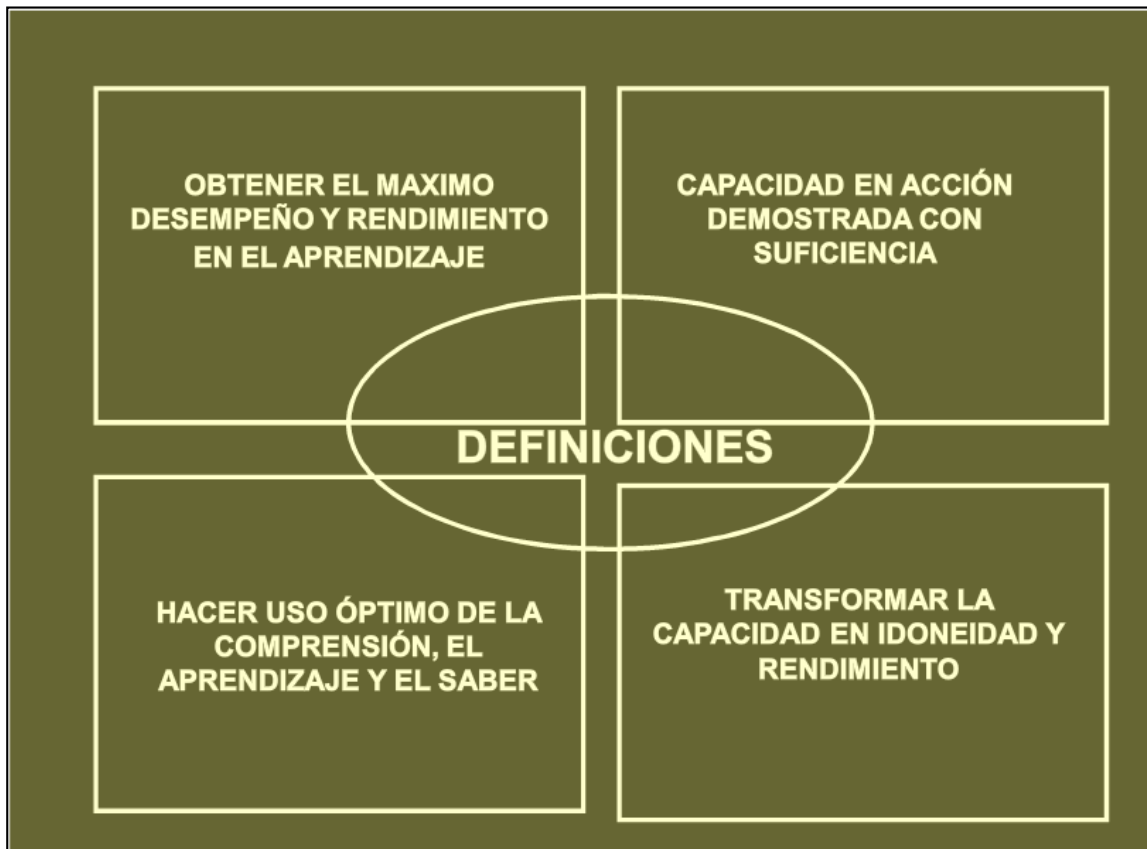 OBTENER EL MAXIMO
DESEMPEÑO Y RENDIMIENTO
EN EL APRENDIZAJE
CAPACIDAD EN ACCIÓN
DEMOSTRADA CON
SUFICIENCIA
DEFINICIONES
HACER USO ÓPTIMO DE LA
COMPRENSIÓN, EL
APRENDIZAJE Y EL SABER
TRANSFORMAR LA
CAPACIDAD EN IDONEIDAD Y
RENDIMIENTO